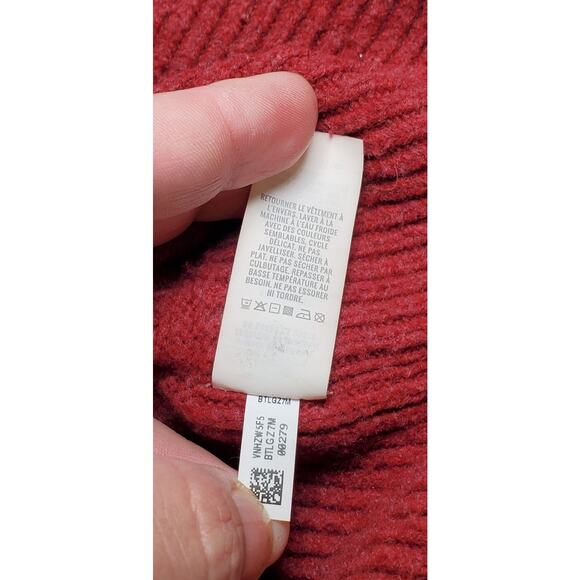 RETOURNER LE VÊTEMENT À
L'ENVERS. LAVER À LA
MACHINE À L'EAU FROIDE
AVEC DES COULEURS
SEMBLABLES, CYCLE
DÉLICAT. NE PAS
JAVELLISER. SÉCHER À
PLAT. NE PAS SÉCHER PAR
CULBUTAGE. REPASSER À
BASSE TEMPÉRATURE AU
BESOIN. NE PAS ESSORER
NI TORDRE.
BTLGZ7M
VNHZW5F5
BTLGZ7M
00279